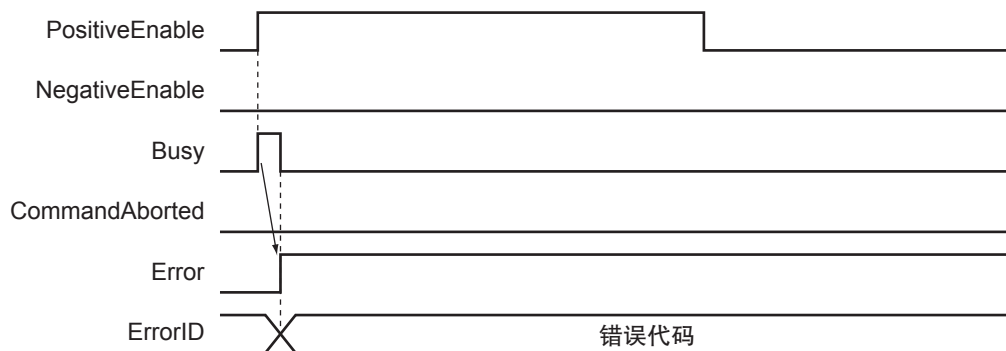 PositiveEnable
NegativeEnable
Busy
CommandAborted
Error
ErrorID
错误代码